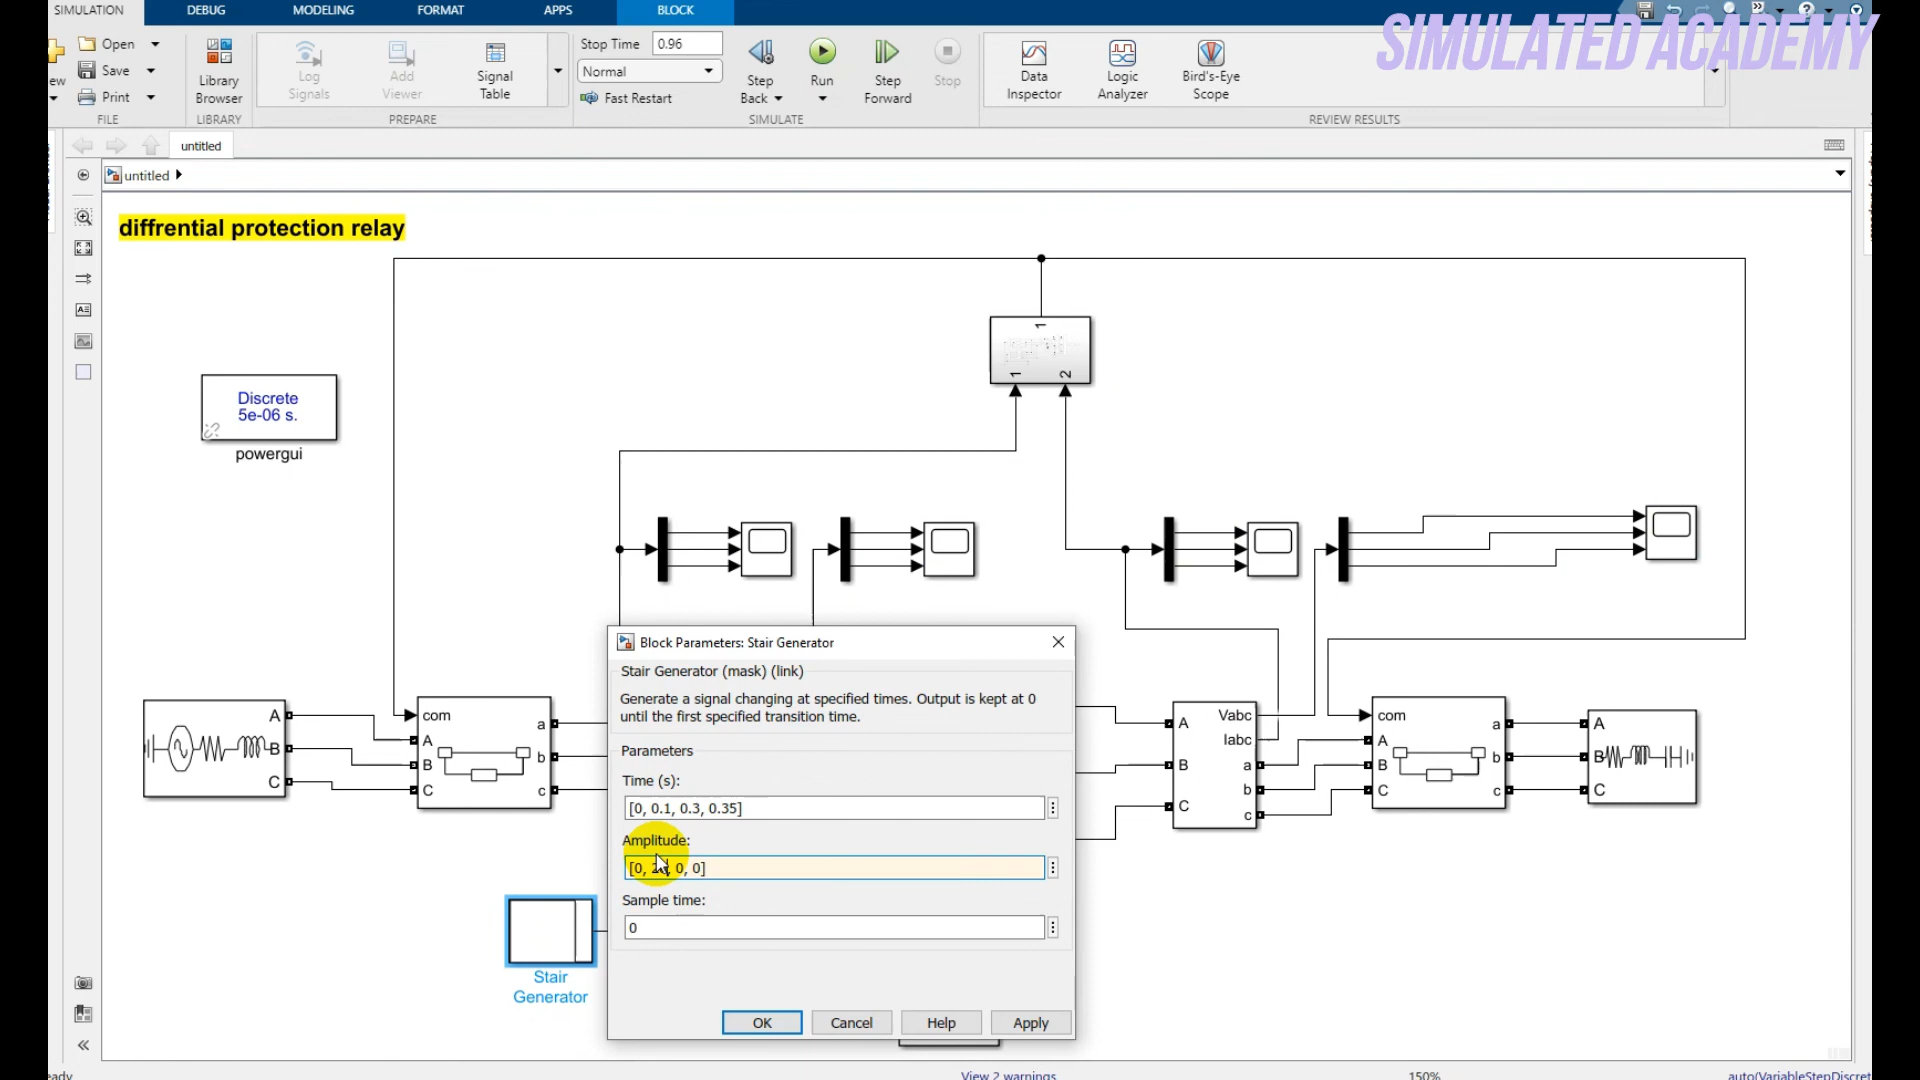 SIMULATION DEBUG MODELING FORMAT APPS BLOCK
SIMULATED ACADEMY
Open
Save
Print
FILE
Library
Browser
LIBRARY
Log
Signals
Add
Viewer
Signal
Table
PREPARE
Stop Time 0.96
Normal
Fast Restart
Step
Back
Run
Step
Forward
Stop
SIMULATE
Data
Inspector
Logic
Analyzer
Bird's-Eye
Scope
REVIEW RESULTS
untitled
untitled
diffrential protection relay
1
1 2
Discrete
5e-06 s.
powergui
A
B
C
com
A
B
C
a
b
c
Block Parameters: Stair Generator
Stair Generator (mask) (link)
Generate a signal changing at specified times. Output is kept at 0
until the first specified transition time.
Parameters
Time (s):
[0, 0.1, 0.3, 0.35]
Amplitude:
0, 0]
Sample time:
0
OK Cancel Help Apply
A
B
C
Vabc
Iabc
a
b
c
com
A
B
C
a
b
c
A
B
C
Stair
Generator
View 2 warnings
150%
auto(VariableStepDiscret